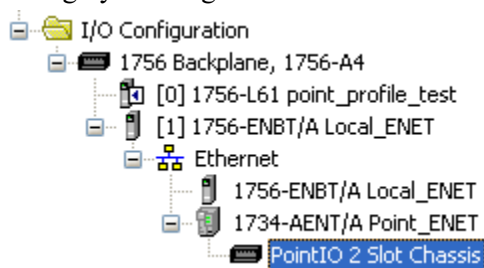 I/O Configuration
1756 Backplane, 1756-A4
[0] 1756-L61 point_profile_test
[1] 1756-ENBT/A Local_ENET
Ethernet
1756-ENBT/A Local_ENET
1734-AENT/A Point_ENET
PointIO 2 Slot Chassis